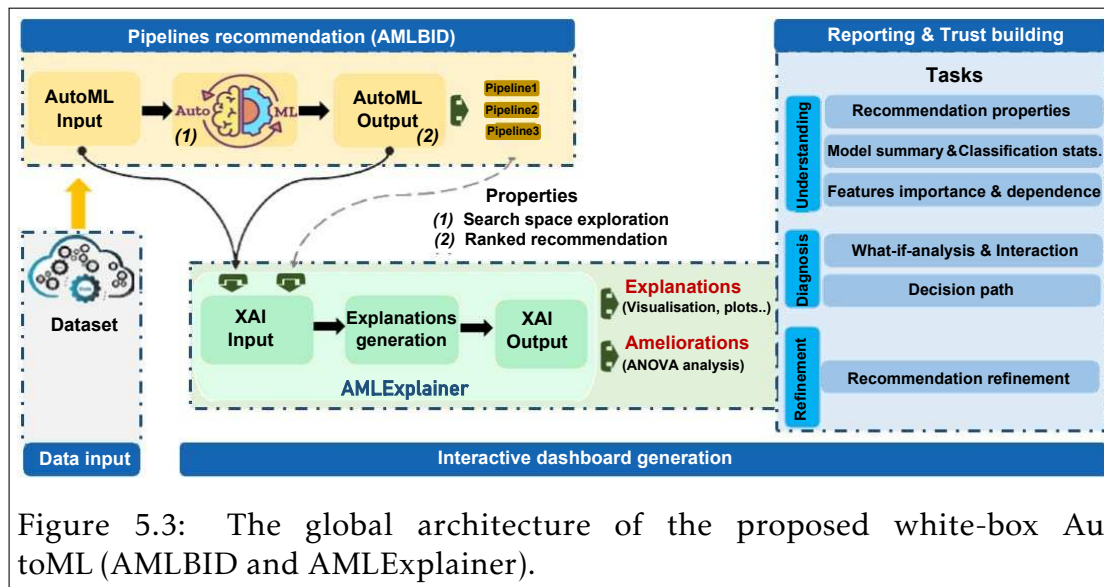 Pipelines recommendation (AMLBID)
AutoML
Input
Auto
ML
(1)
AutoML
Output
(2)
Pipeline1
Pipeline2
Pipeline3
Properties
(1) Search space exploration
(2) Ranked recommendation
Dataset
Data input
XAI
Input
Explanations
generation
XAI
Output
AMLExplainer
Explanations
(Visualisation, plots..)
Ameliorations
(ANOVA analysis)
Interactive dashboard generation
Reporting & Trust building
Tasks
Understanding
Recommendation properties
Model summary & Classification stats.
Features importance & dependence
Diagnosis
What-if-analysis & Interaction
Decision path
Refinement
Recommendation refinement
Figure 5.3: The global architecture of the proposed white-box Au
toML (AMLBID and AMLExplainer).